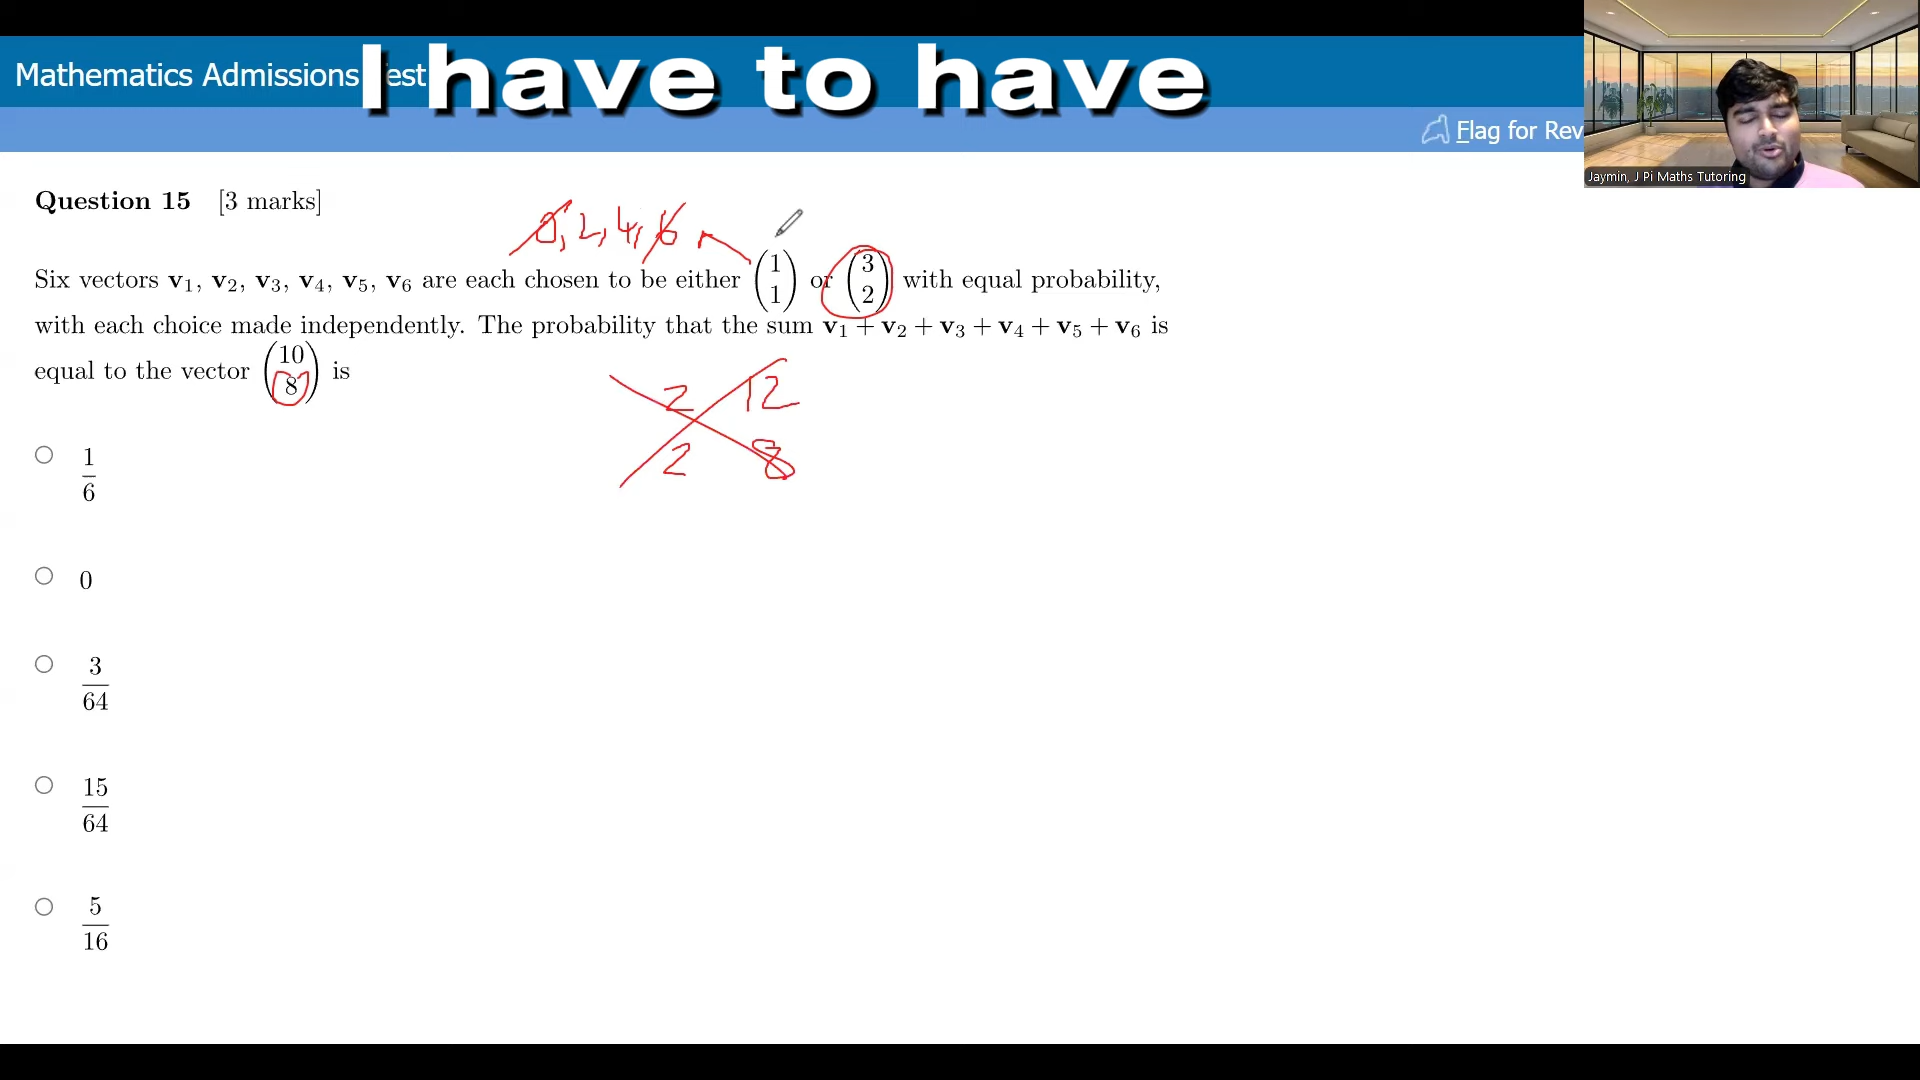 Mathematics Admissions Test
I have to have
Flag for Rev
Jaymin, J Pi Maths Tutoring
Question 15 [3 marks]
0, 2, 4, 6
Six vectors v₁, v₂, v₃, v₄, v₅, v₆ are each chosen to be either (1 1) or (3 2) with equal probability,
with each choice made independently. The probability that the sum v₁ + v₂ + v₃ + v₄ + v₅ + v₆ is
equal to the vector (10 8) is
2 12
2 8
1/6
0
3/64
15/64
5/16